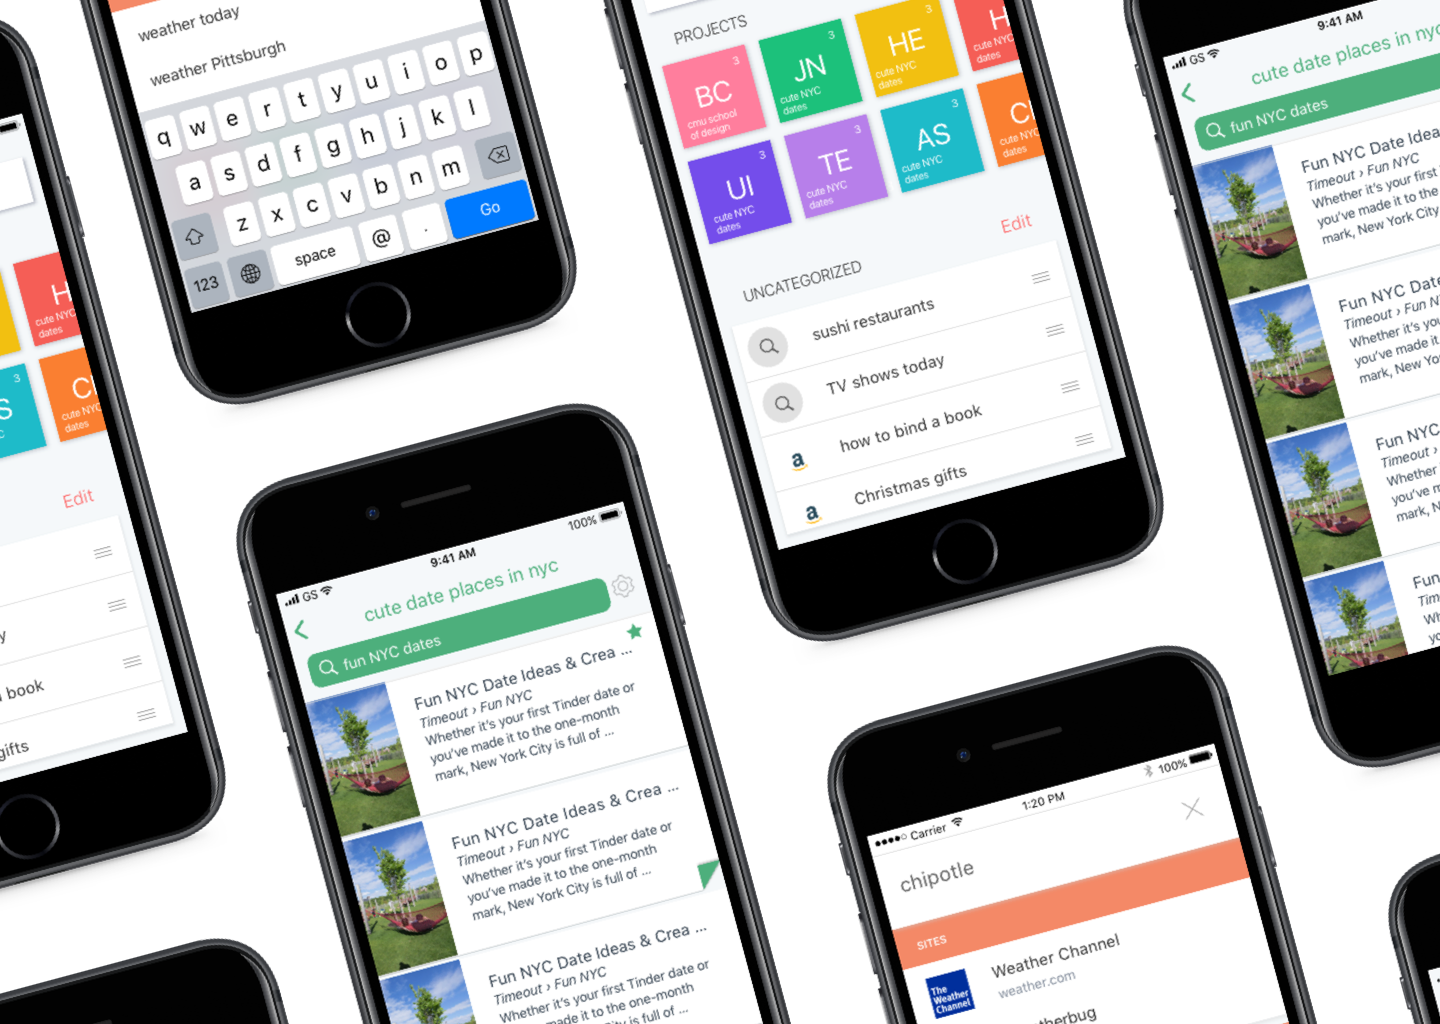 weather today
weather Pittsburgh
q w e r t y u i o p
a s d f g h j k l
z x c v b n m
123 space @ . Go
H
cute NYC
dates
3
S
C
cute NYC
dates
Edit
book
gifts
PROJECTS
3
BC
cmu school
of design
3
JN
cute NYC
dates
3
HE
cute NYC
dates
H
cute NYC
dates
3
UI
cute NYC
dates
3
TE
cute NYC
dates
3
AS
cute NYC
dates
C
cute NYC
dates
Edit
UNCATEGORIZED
sushi restaurants
TV shows today
a how to bind a book
a Christmas gifts
GS 9:41 AM
cute date places in nyc
fun NYC dates
Fun NYC Date Ideas
Timeout › Fun NYC
Whether it's your first
you've made it to the
mark, New York City
Fun NYC Date
Timeout › Fun N
Whether it's you
you've made it
mark, New Yo
Fun NYC
Timeout ›
Whether it's
you've ma
mark, New
Fun
Time
Wh
you
GS 9:41 AM 100%
cute date places in nyc
fun NYC dates
Fun NYC Date Ideas & Crea ...
Timeout › Fun NYC
Whether it's your first Tinder date or
you've made it to the one-month
mark, New York City is full of ...
Fun NYC Date Ideas & Crea ...
Timeout › Fun NYC
Whether it's your first Tinder date or
you've made it to the one-month
mark, New York City is full of ...
Fun NYC Date Ideas & Crea ...
Timeout › Fun NYC
Whether it's your first Tinder date or
you've made it to the one-month
mark, New York City is full of ...
Carrier 1:20 PM 100%
chipotle
SITES
The
Weather
Channel
Weather Channel
weather.com
therbug